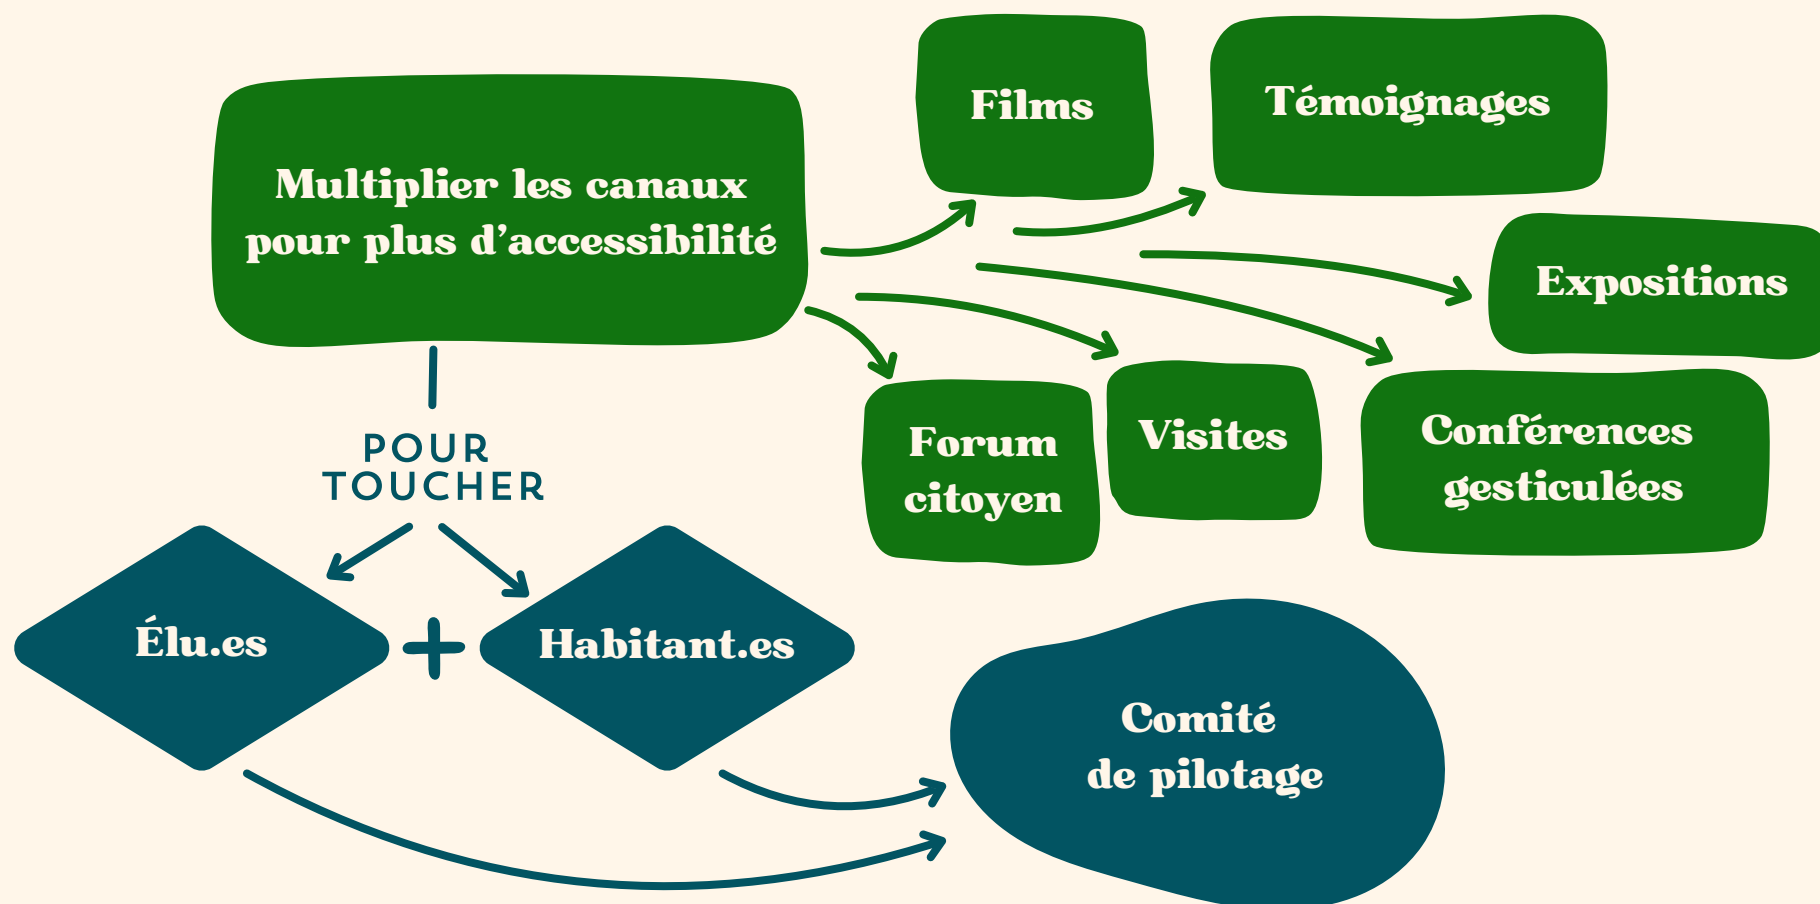 Multiplier les canaux
pour plus d'accessibilité
Films
Témoignages
Expositions
Conférences
gesticulées
Visites
Forum
citoyen
POUR
TOUCHER
Élu.es
+
Habitant.es
Comité
de pilotage